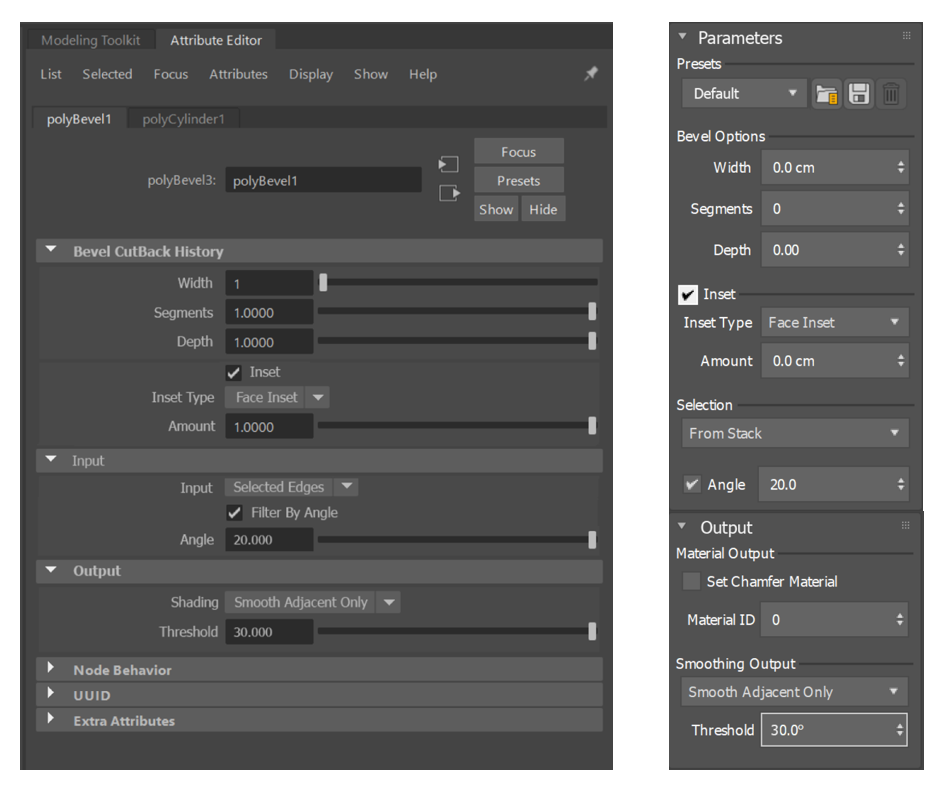 Modeling Toolkit Attribute Editor
List Selected Focus Attributes Display Show Help
polyBevel1 polyCylinder1
Focus
polyBevel3: polyBevel1 Presets
Show Hide
Bevel CutBack History
Width 1
Segments 1.0000
Depth 1.0000
Inset
Inset Type Face Inset
Amount 1.0000
Input
Input Selected Edges
Filter By Angle
Angle 20.000
Output
Shading Smooth Adjacent Only
Threshold 30.000
Node Behavior
UUID
Extra Attributes
Parameters
Presets
Default
Bevel Options
Width 0.0 cm
Segments 0
Depth 0.00
Inset
Inset Type Face Inset
Amount 0.0 cm
Selection
From Stack
Angle 20.0
Output
Material Output
Set Chamfer Material
Material ID 0
Smoothing Output
Smooth Adjacent Only
Threshold 30.0°